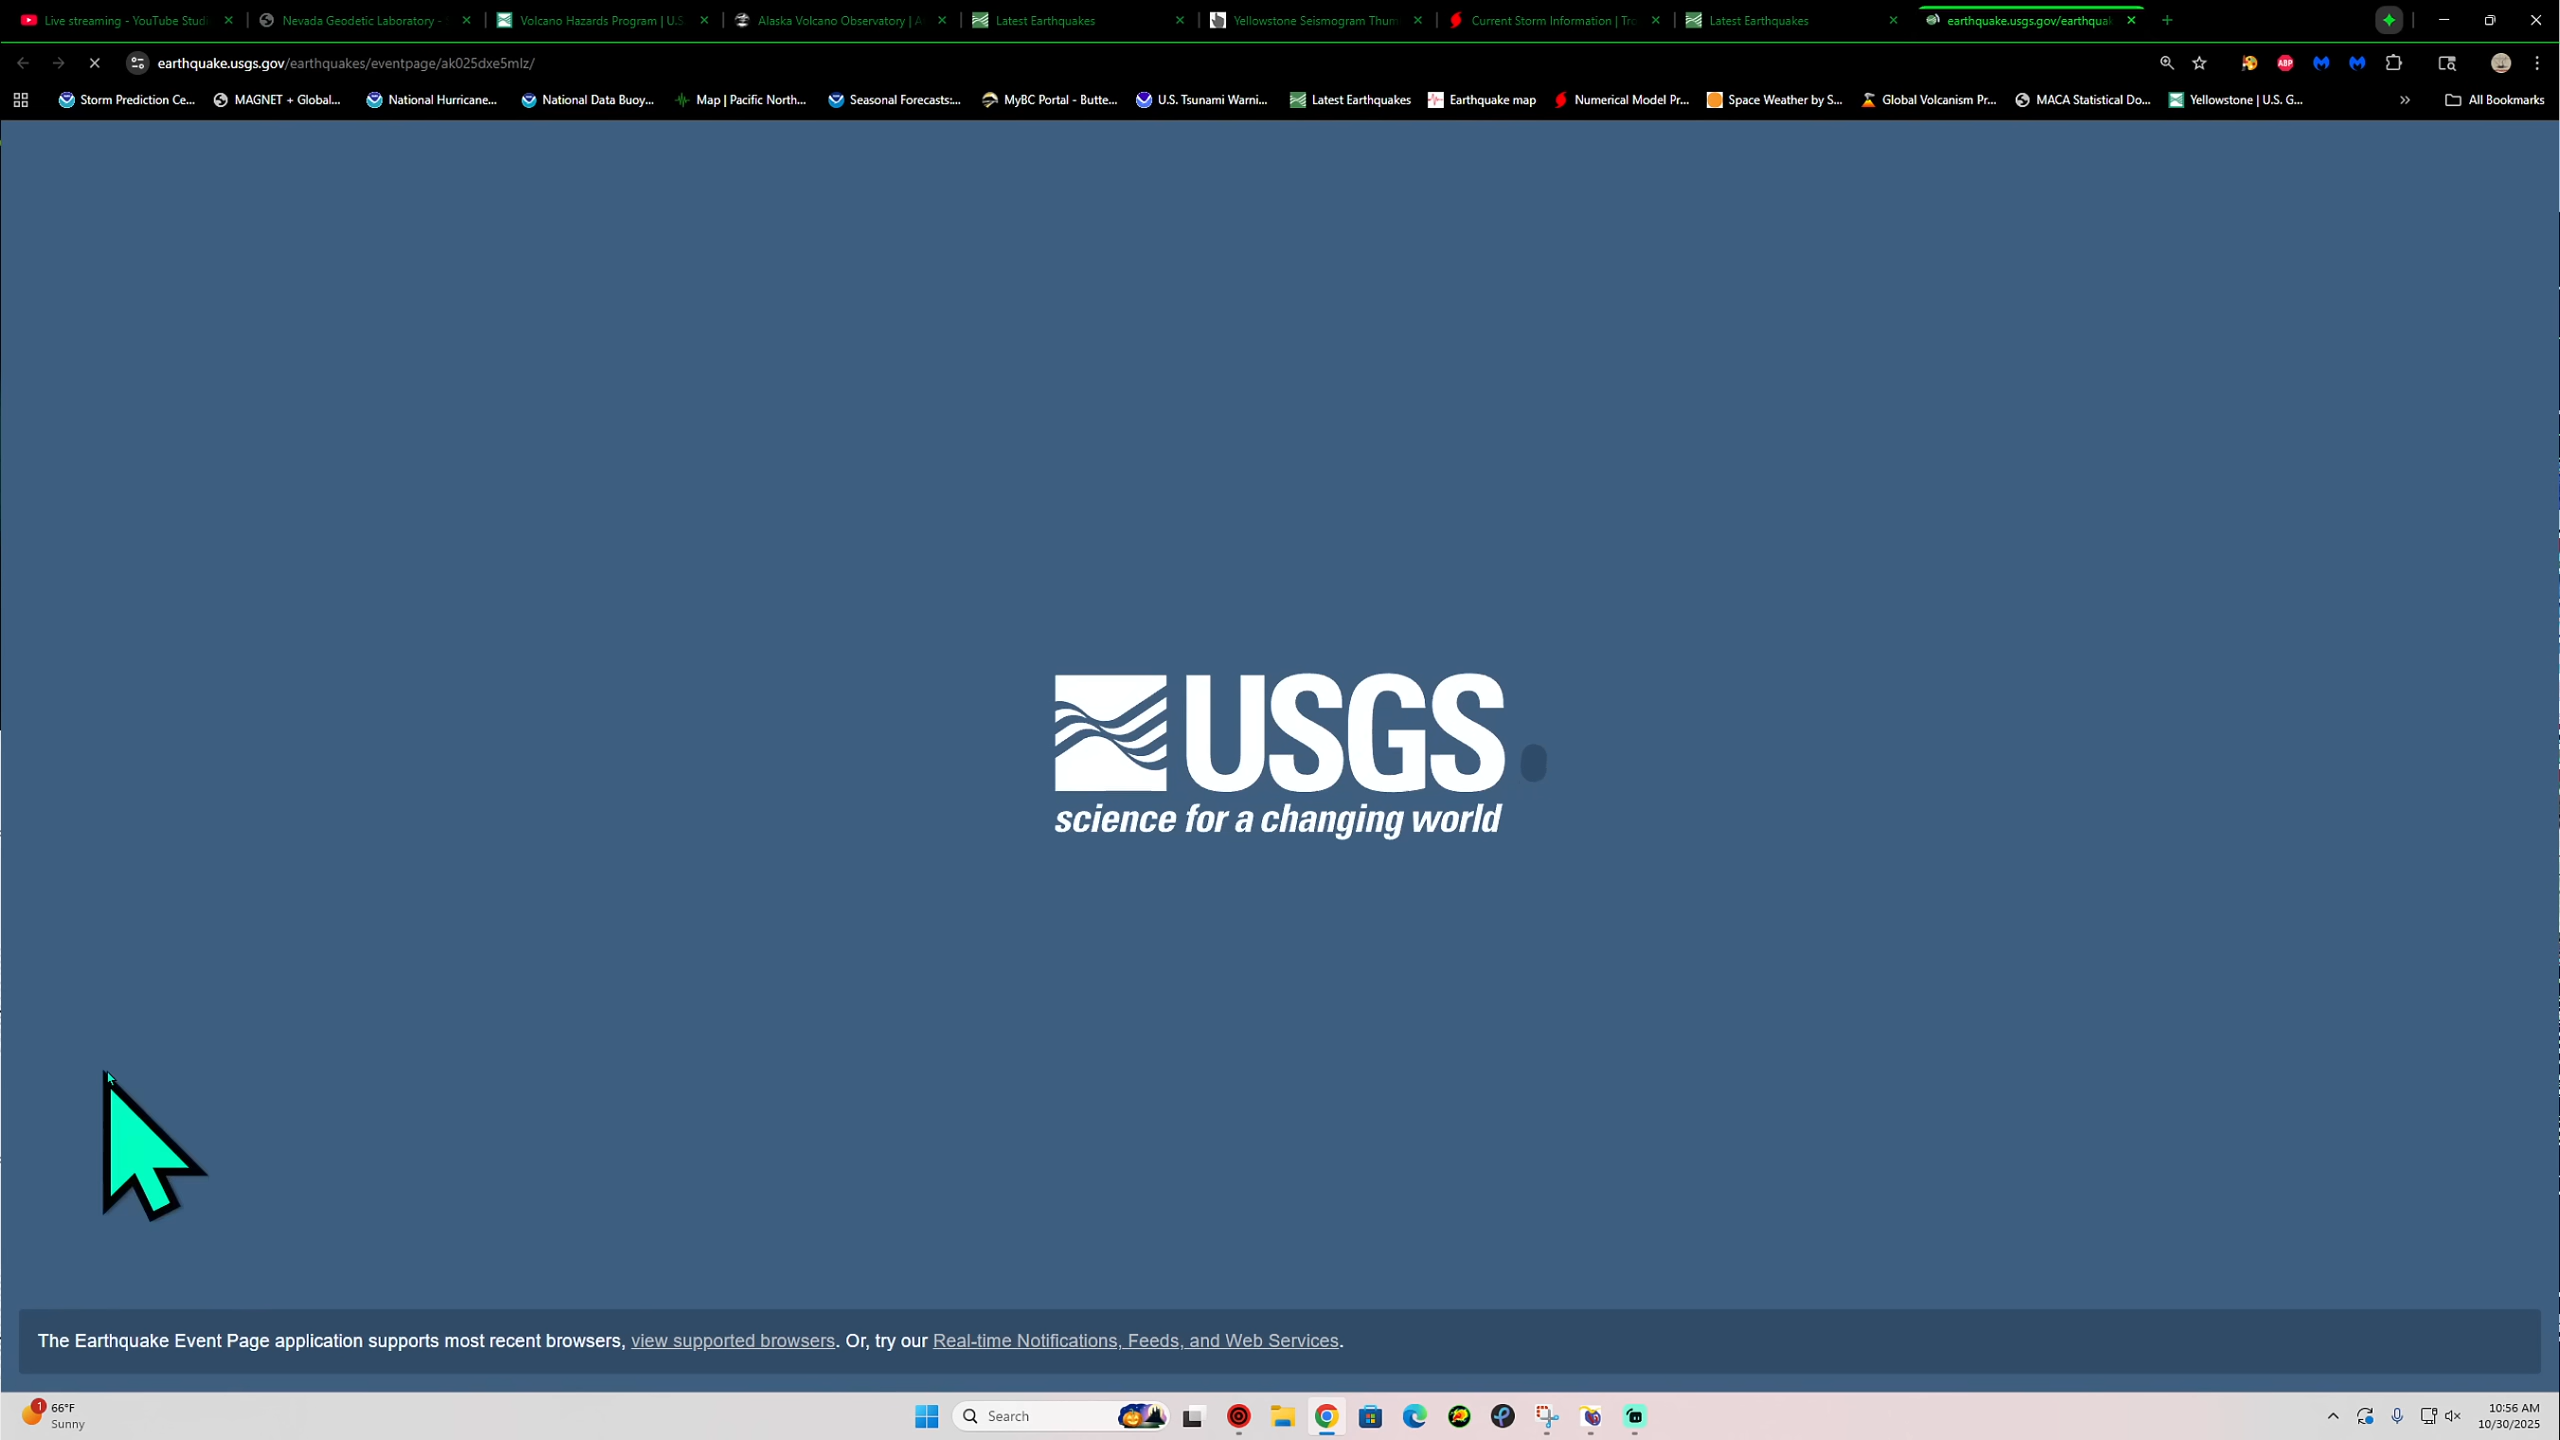 Live streaming - YouTube Studi
Nevada Geodetic Laboratory -
Volcano Hazards Program | U.S
Alaska Volcano Observatory | A
Latest Earthquakes
Yellowstone Seismogram Thum
Current Storm Information | Tro
Latest Earthquakes
earthquake.usgs.gov/earthqua
earthquake.usgs.gov/earthquakes/eventpage/ak025dxe5mlz/
ABP
Storm Prediction Ce...
MAGNET + Global...
National Hurricane...
National Data Buoy...
Map | Pacific North...
Seasonal Forecasts:...
MyBC Portal - Butte...
U.S. Tsunami Warni...
Latest Earthquakes
Earthquake map
Numerical Model Pr...
Space Weather by S...
Global Volcanism Pr...
MACA Statistical Do...
Yellowstone | U.S. G...
»
All Bookmarks
USGS
science for a changing world
The Earthquake Event Page application supports most recent browsers, view supported browsers. Or, try our Real-time Notifications, Feeds, and Web Services.
1
66°F
Sunny
Search
10:56 AM
10/30/2025